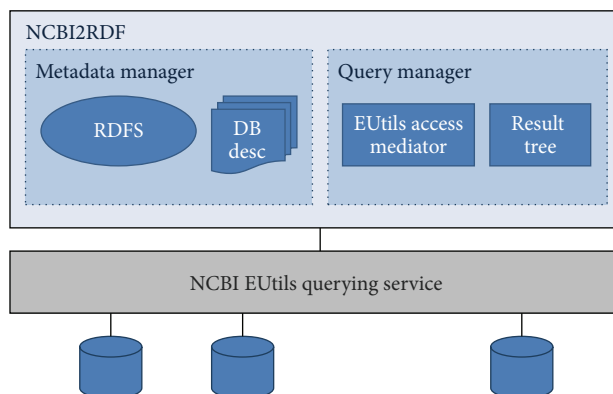 NCBI2RDF
Metadata manager
Query manager
RDFS
DB
desc
EUtils access
mediator
Result
tree
NCBI EUtils querying service